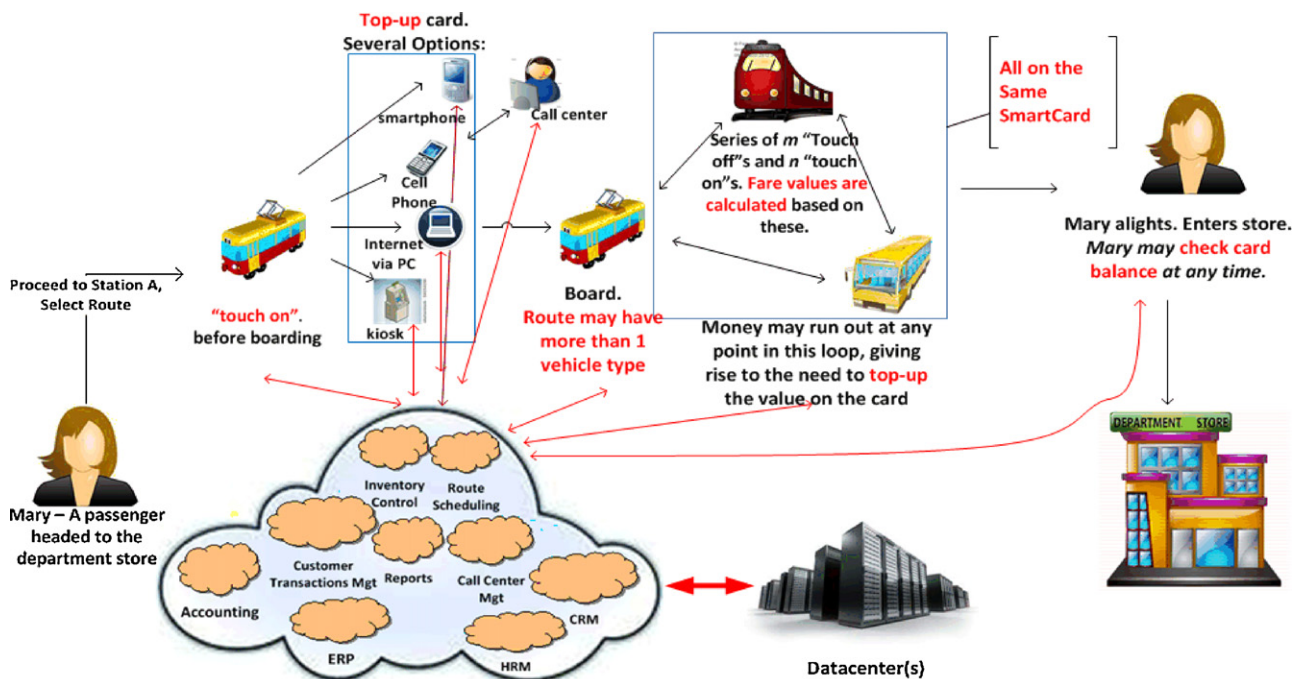 Top-up card.
Several Options:
smartphone
Call center
Cell
Phone
Internet
via PC
kiosk
Proceed to Station A,
Select Route
“touch on”.
before boarding
Mary – A passenger
headed to the
department store
Board.
Route may have
more than 1
vehicle type
Series of m “Touch
off”s and n “touch
on”s. Fare values are
calculated based on
these.
Money may run out at any
point in this loop, giving
rise to the need to top-up
the value on the card
All on the
Same
SmartCard
Mary alights. Enters store.
Mary may check card
balance at any time.
DEPARTMENT STORE
Inventory
Control
Route
Scheduling
Customer
Transactions Mgt
Reports
Call Center
Mgt
Accounting
CRM
ERP
HRM
Datacenter(s)